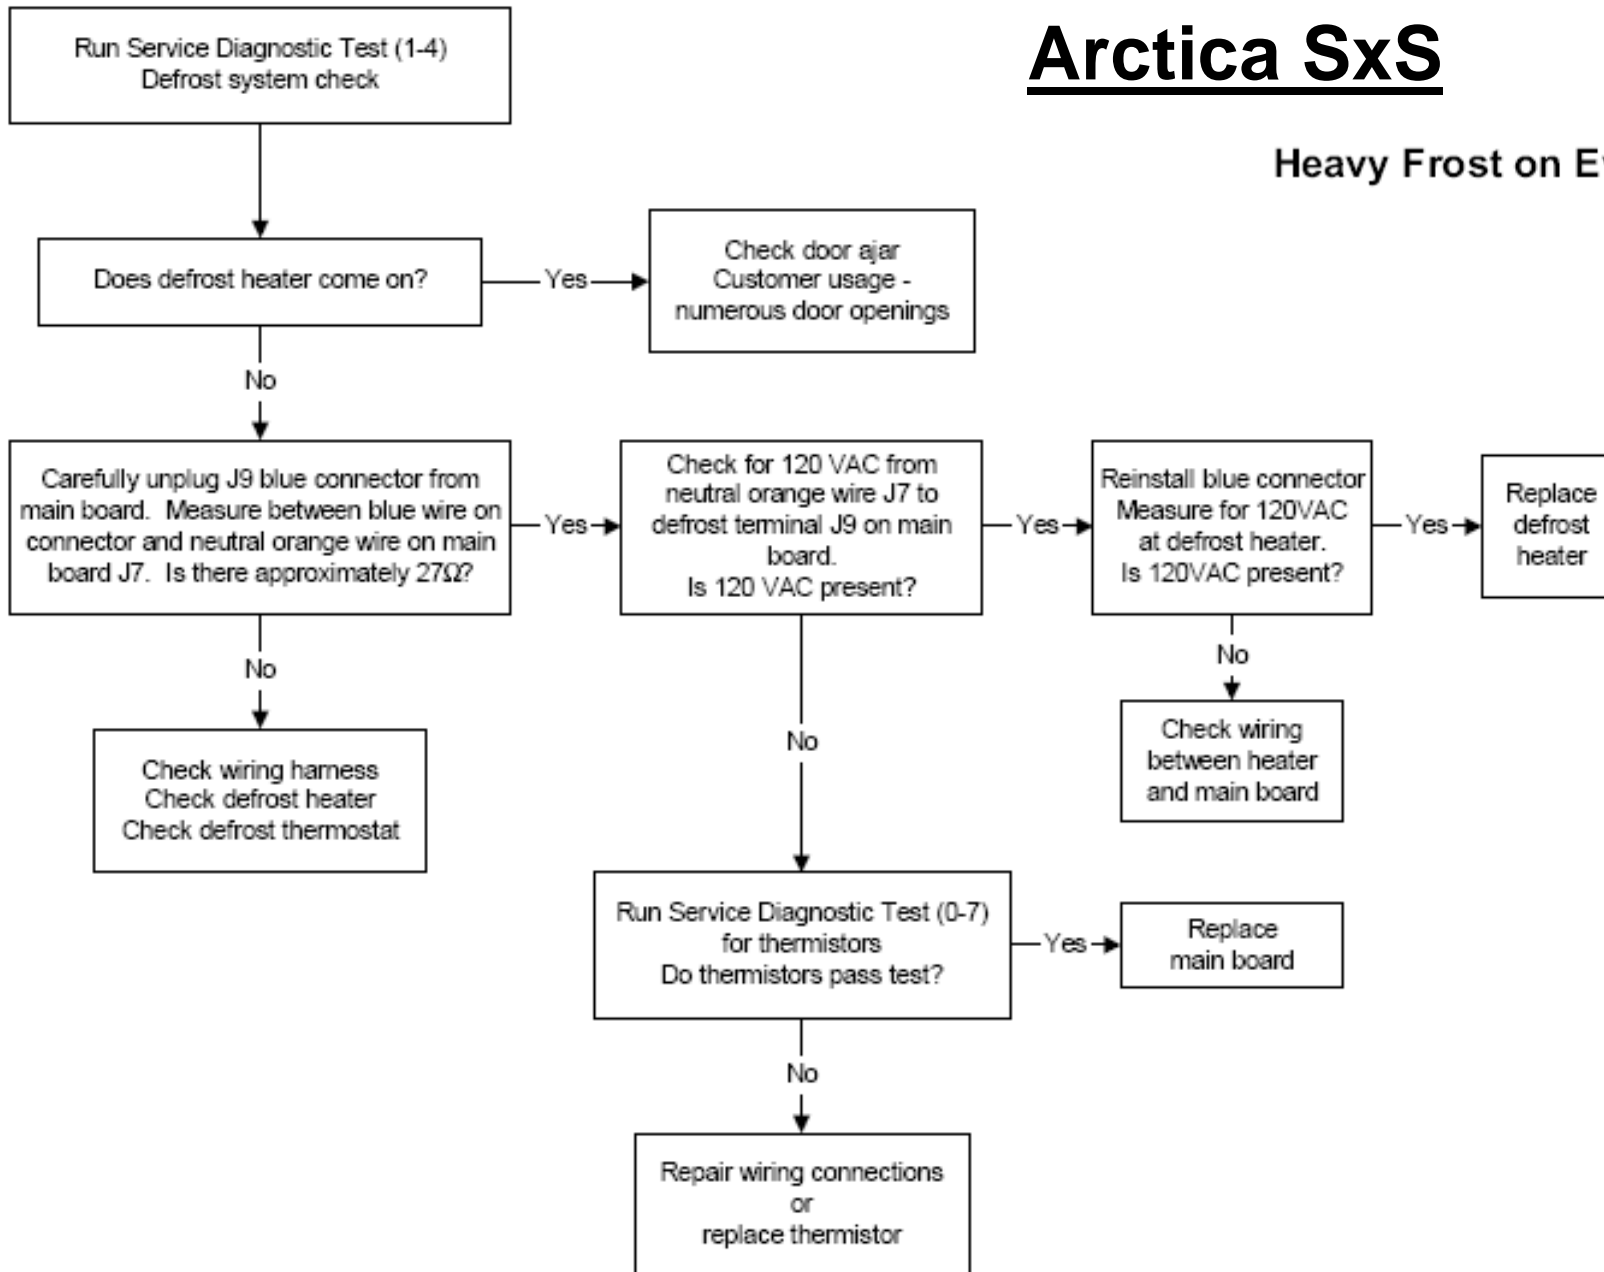 Arctica SxS
Heavy Frost on
Run Service Diagnostic Test (1-4)
Defrost system check
Does defrost heater come on?
Yes
Check door ajar
Customer usage -
numerous door openings
No
Carefully unplug J9 blue connector from
main board. Measure between blue wire on
connector and neutral orange wire on main
board J7. Is there approximately 27Ω?
Yes
Check for 120 VAC from
neutral orange wire J7 to
defrost terminal J9 on main
board.
Is 120 VAC present?
Yes
Reinstall blue connector
Measure for 120VAC
at defrost heater.
Is 120VAC present?
Yes
Replace
defrost
heater
No
Check wiring harness
Check defrost heater
Check defrost thermostat
No
Check wiring
between heater
and main board
No
Run Service Diagnostic Test (0-7)
for thermistors
Do thermistors pass test?
Yes
Replace
main board
No
Repair wiring connections
or
replace thermistor